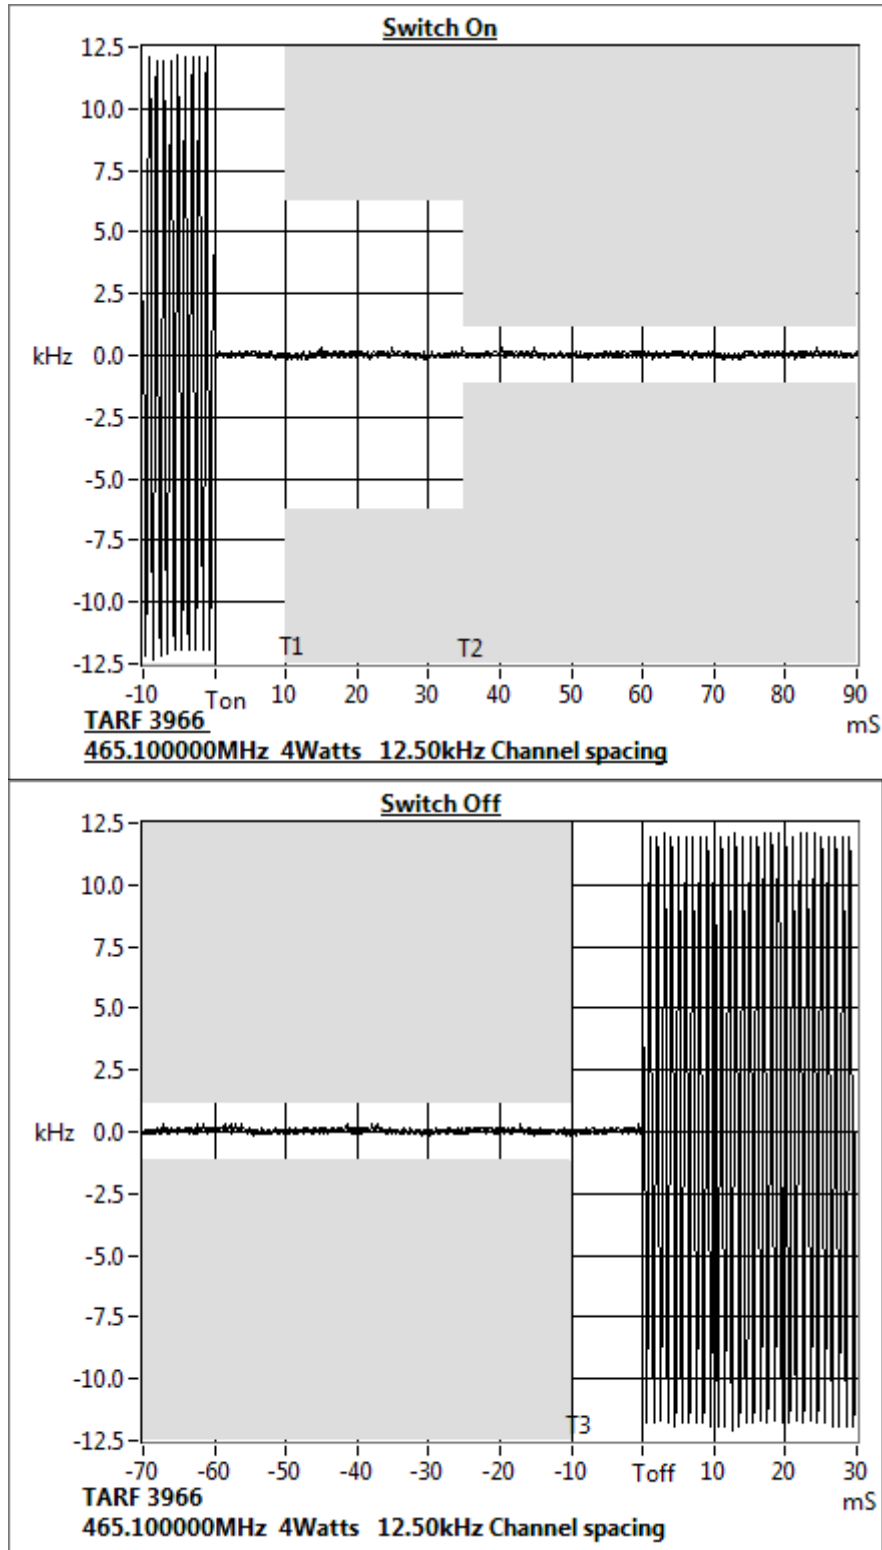 Switch On
12.5
10.0
7.5
5.0
2.5
kHz 0.0
-2.5
-5.0
-7.5
-10.0
T1 T2
-12.5
-10 Ton 10 20 30 40 50 60 70 80 90
mS
TARF 3966
465.100000MHz 4Watts 12.50kHz Channel spacing
Switch Off
12.5
10.0
7.5
5.0
2.5
kHz 0.0
-2.5
-5.0
-7.5
-10.0
T3
-12.5
-70 -60 -50 -40 -30 -20 -10 Toff 10 20 30
mS
TARF 3966
465.100000MHz 4Watts 12.50kHz Channel spacing